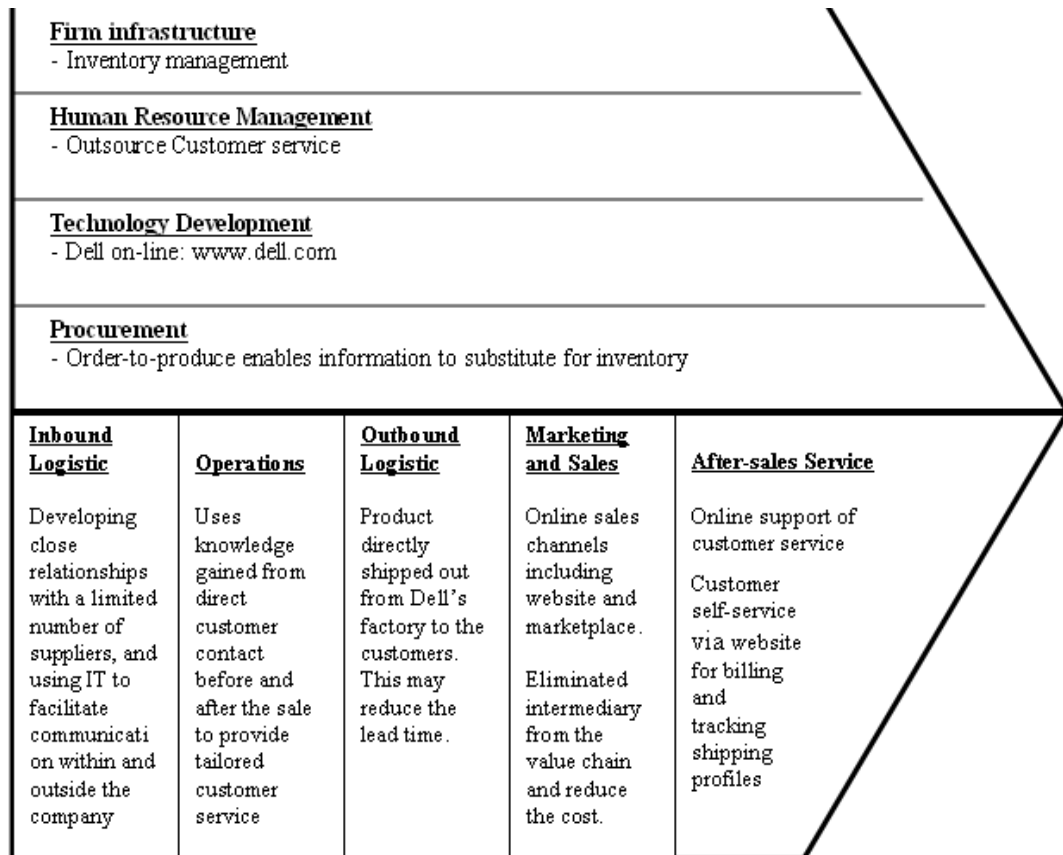 Firm infrastructure
- Inventory management
Human Resource Management
- Outsource Customer service
Technology Development
- Dell on-line: www.dell.com
Procurement
- Order-to-produce enables information to substitute for inventory
Inbound
Logistic
Developing
close
relationships
with a limited
number of
suppliers, and
using IT to
facilitate
communicati
on within and
outside the
company
Operations
Uses
knowledge
gained from
direct
customer
contact
before and
after the sale
to provide
tailored
customer
service
Outbound
Logistic
Product
directly
shipped out
from Dell's
factory to the
customers.
This may
reduce the
lead time.
Marketing
and Sales
Online sales
channels
including
website and
marketplace.
Eliminated
intermediary
from the
value chain
and reduce
the cost.
After-sales Service
Online support of
customer service
Customer
self-service
via website
for billing
and
tracking
shipping
profiles